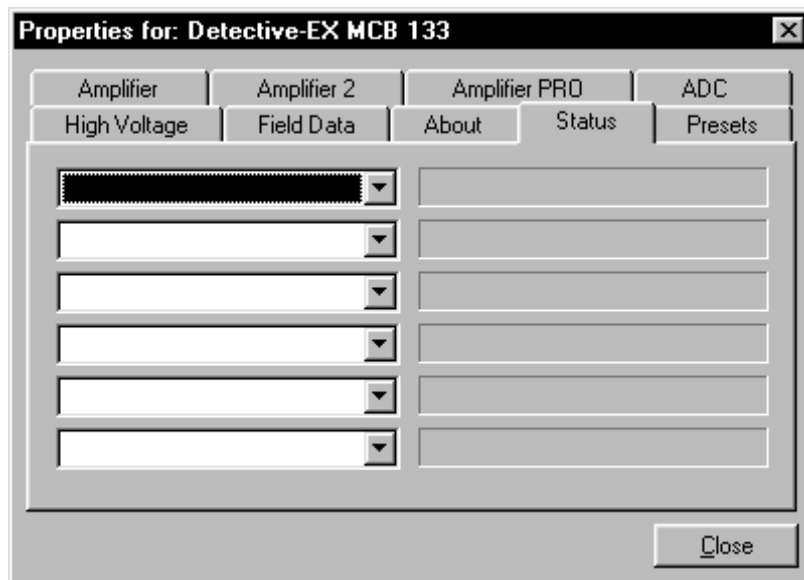 Properties for: Detective-EX MCB 133
Amplifier Amplifier 2 Amplifier PRO ADC
High Voltage Field Data About Status Presets
Close